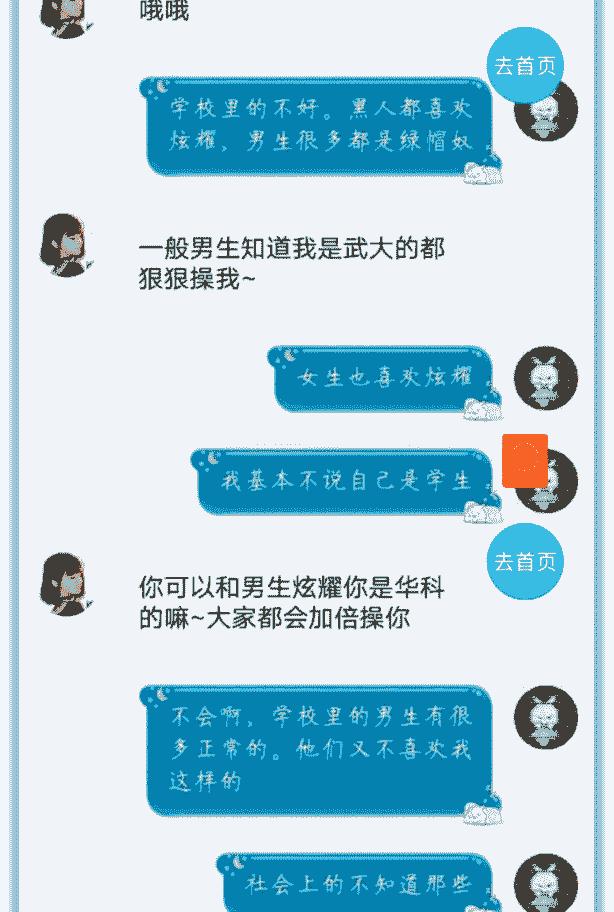 哦哦
去首页
学校里的不好。黑人都喜欢
炫耀，男生很多都是绿帽奴
一般男生知道我是武大的都
狠狠操我~
女生也喜欢炫耀
我基本不说自己是学生
去首页
你可以和男生炫耀你是华科
的嘛~大家都会加倍操你
不会啊，学校里的男生有很
多正常的。他们又不喜欢我
这样的
社会上的不知道那些